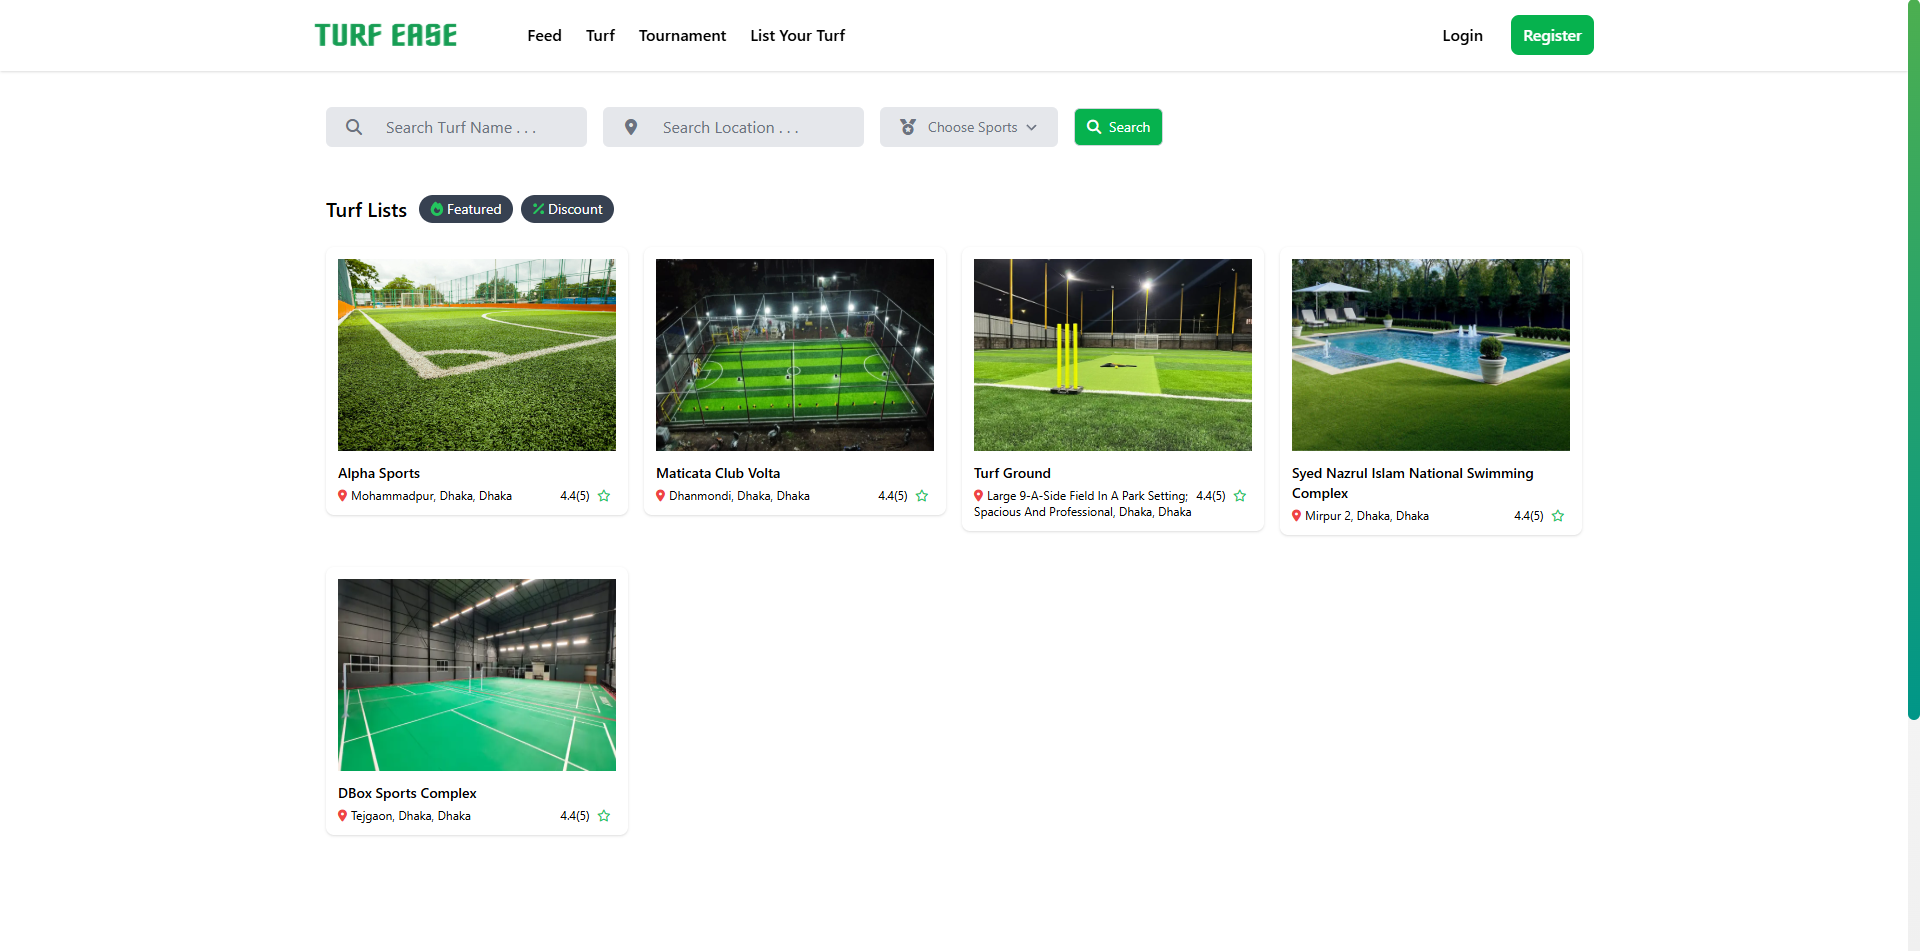 TURF EASE
Feed
Turf
Tournament
List Your Turf
Login
Register
Search Turf Name . . .
Search Location . . .
Choose Sports
Search
Turf Lists
Featured
Discount
Alpha Sports
Mohammadpur, Dhaka, Dhaka
4.4(5)
Maticata Club Volta
Dhanmondi, Dhaka, Dhaka
4.4(5)
Turf Ground
Large 9-A-Side Field In A Park Setting;
Spacious And Professional, Dhaka, Dhaka
4.4(5)
Syed Nazrul Islam National Swimming
Complex
Mirpur 2, Dhaka, Dhaka
4.4(5)
DBox Sports Complex
Tejgaon, Dhaka, Dhaka
4.4(5)